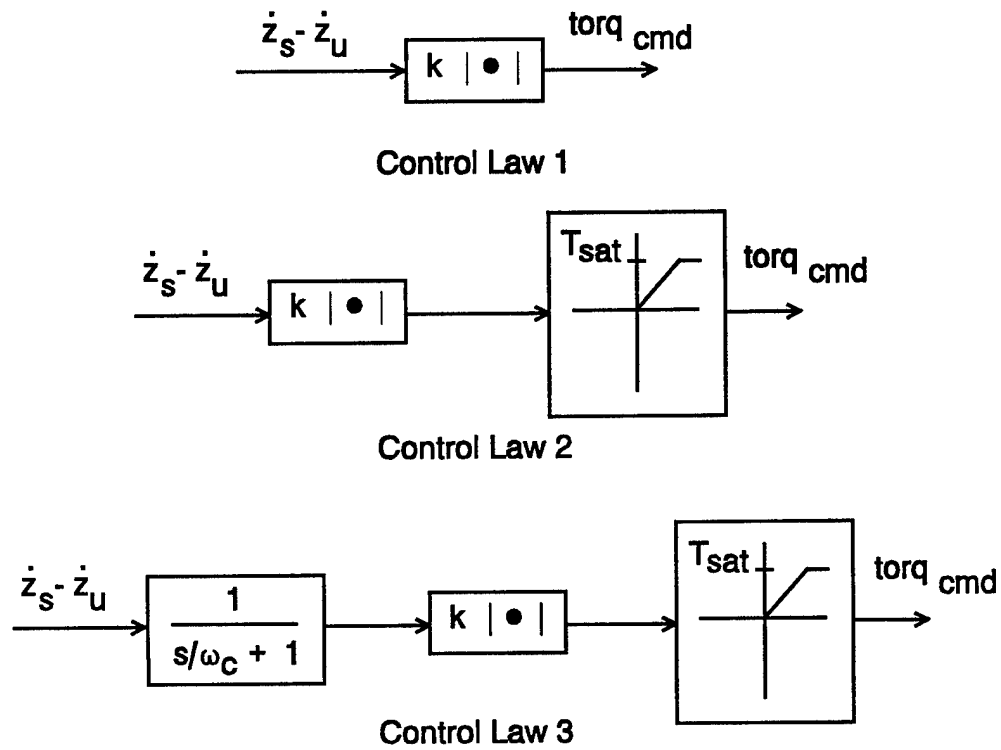 ż_s - ż_u
torq cmd
k | ● |
Control Law 1
ż_s - ż_u
k | ● |
T_sat
torq cmd
Control Law 2
ż_s - ż_u
1
s/ω_c + 1
k | ● |
T_sat
torq cmd
Control Law 3